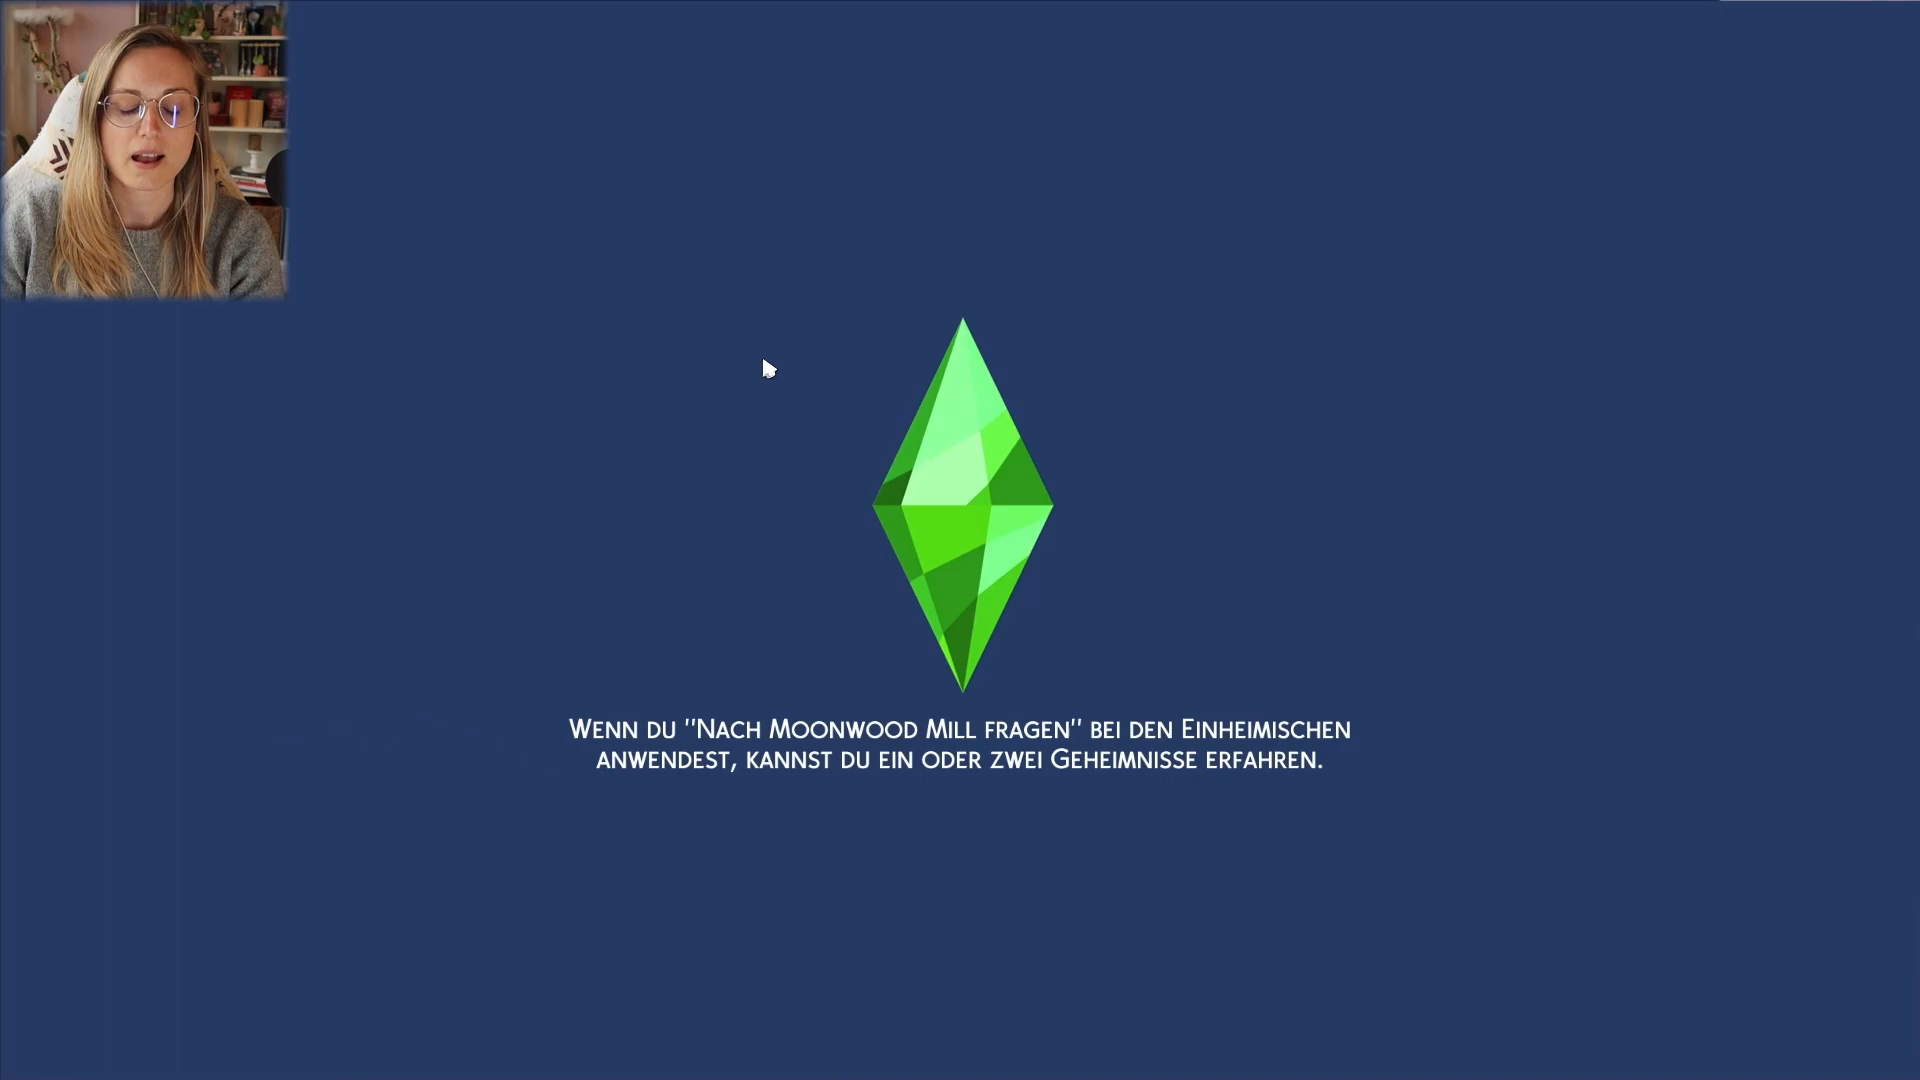 Wenn du "Nach Moonwood Mill fragen" bei den Einheimischen
anwendest, kannst du ein oder zwei Geheimnisse erfahren.